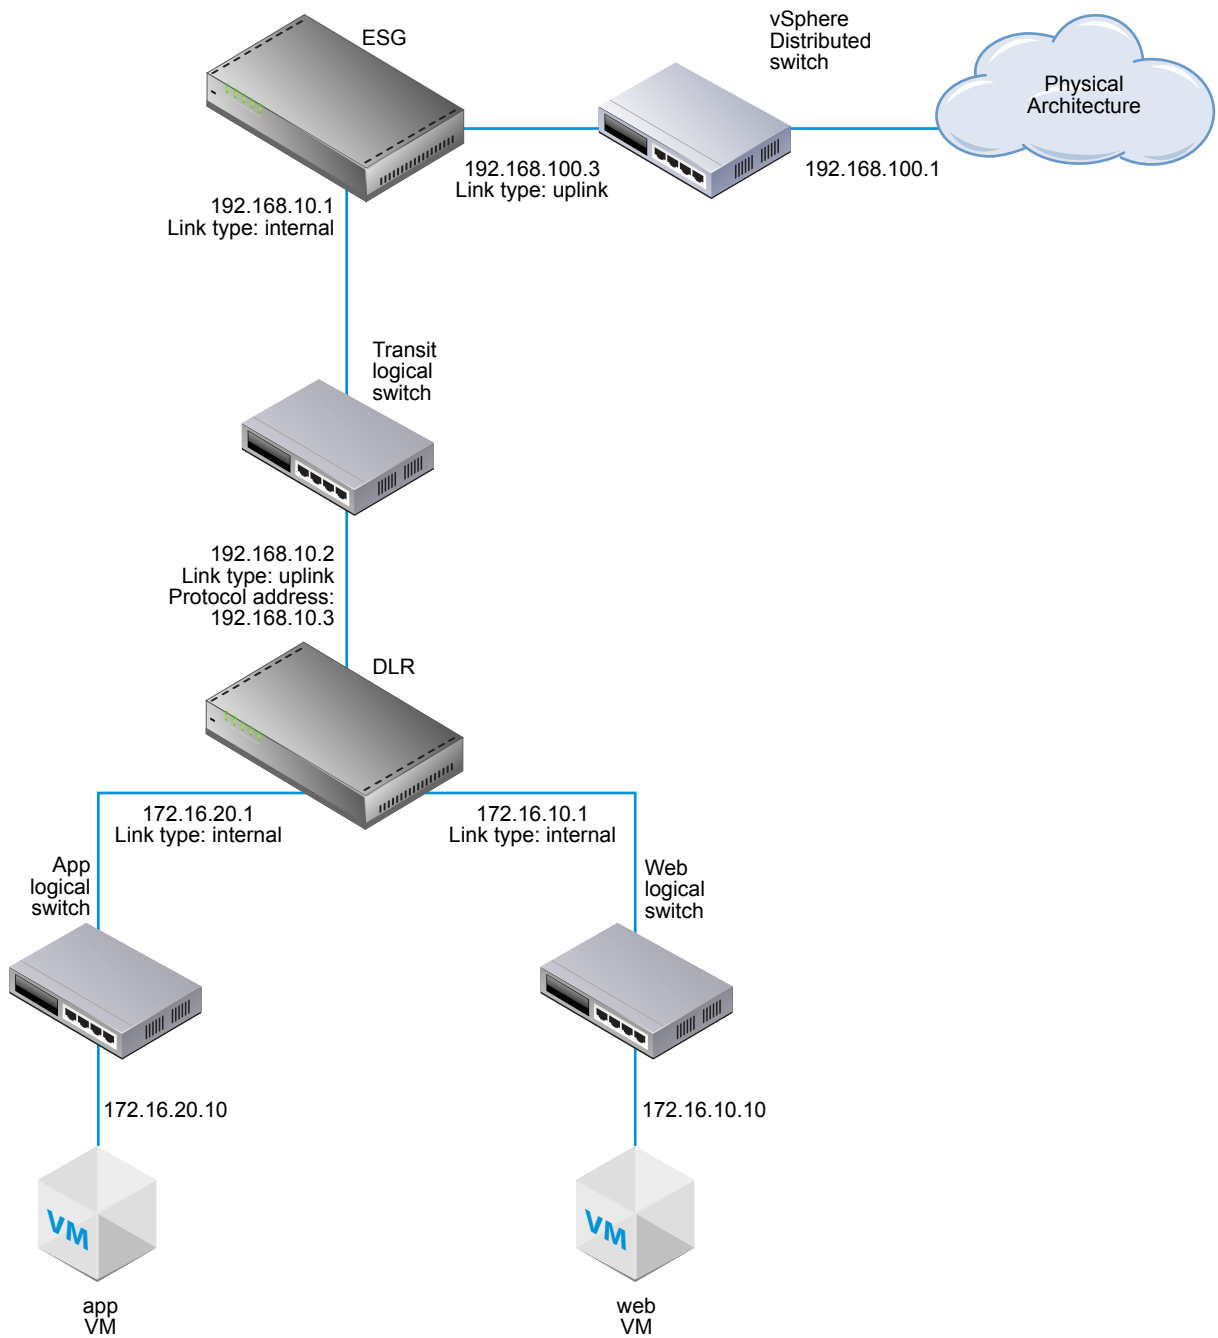 ESG
vSphere
Distributed
switch
Physical
Architecture
192.168.100.3
Link type: uplink
192.168.100.1
192.168.10.1
Link type: internal
Transit
logical
switch
192.168.10.2
Link type: uplink
Protocol address:
192.168.10.3
DLR
172.16.20.1
Link type: internal
172.16.10.1
Link type: internal
App
logical
switch
Web
logical
switch
172.16.20.10
172.16.10.10
VM
VM
app
VM
web
VM